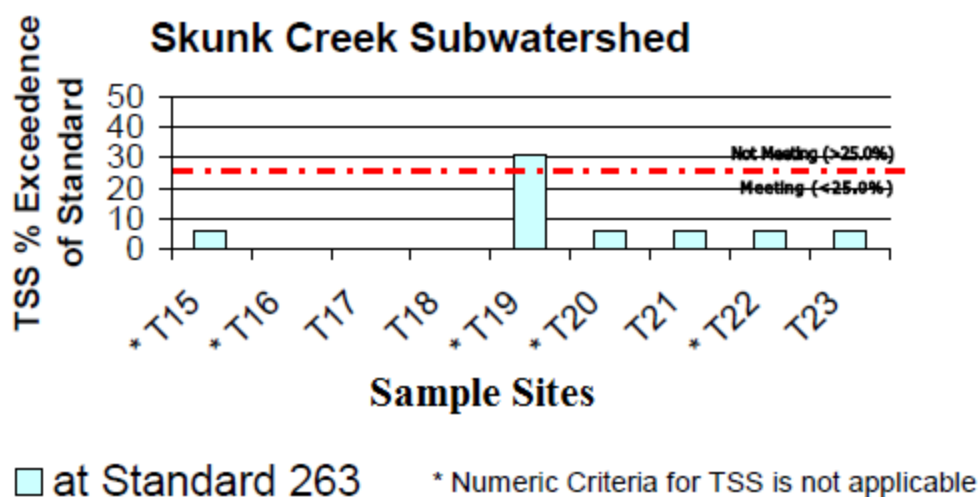 Skunk Creek Subwatershed
TSS % Exceedence
of Standard
50
40
30
20
10
0
Not Meeting (>25.0%)
Meeting (<25.0%)
* T15
* T16
T17
T18
* T19
* T20
T21
* T22
T23
Sample Sites
at Standard 263
* Numeric Criteria for TSS is not applicable